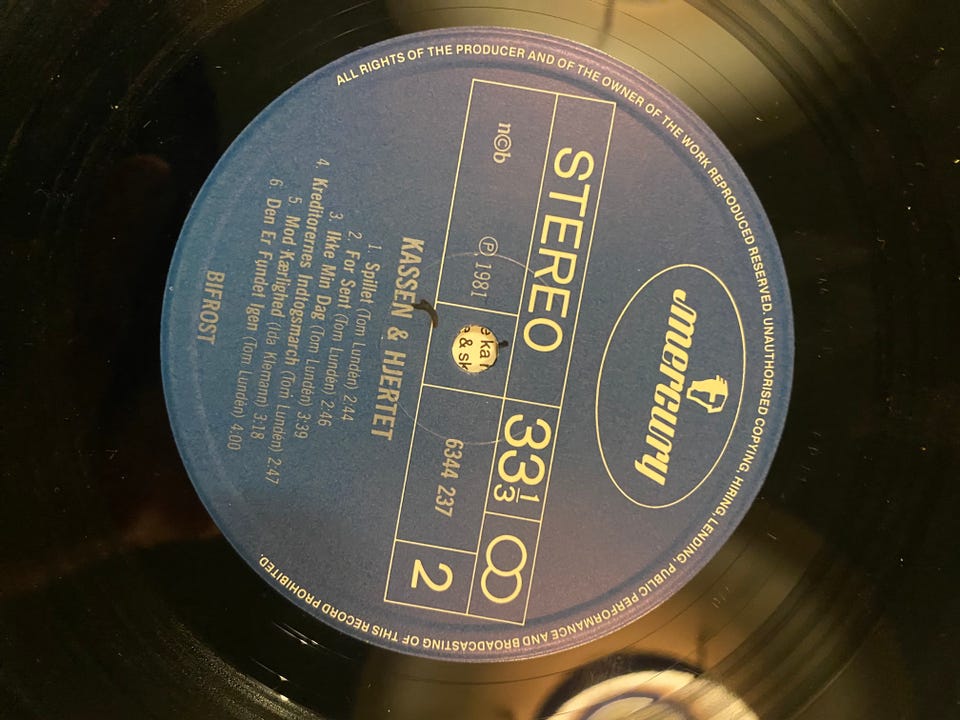 ALL RIGHTS OF THE PRODUCER AND OF THE OWNER OF THE WORK REPRODUCED RESERVED. UNAUTHORISED COPYING, HIRING, LENDING, PUBLIC PERFORMANCE AND BROADCASTING OF THIS RECORD PROHIBITED.
mercury
STEREO 33 1/3
n©b ℗ 1981 6344 237 2
e ka
& sk
KASSEN & HJERTET
1. Spillet (Tom Lundén) 2:44
2. For Sent (Tom Lundén) 2:46
3. Ikke Min Dag (Tom Lundén) 3:39
4. Kreditorernes Indtogsmarch (Tom Lundén) 2:47
5. Mod Kærlighed (Ida Klemann) 3:18
6. Den Er Fundet Igen (Tom Lundén) 4:00
BIFROST